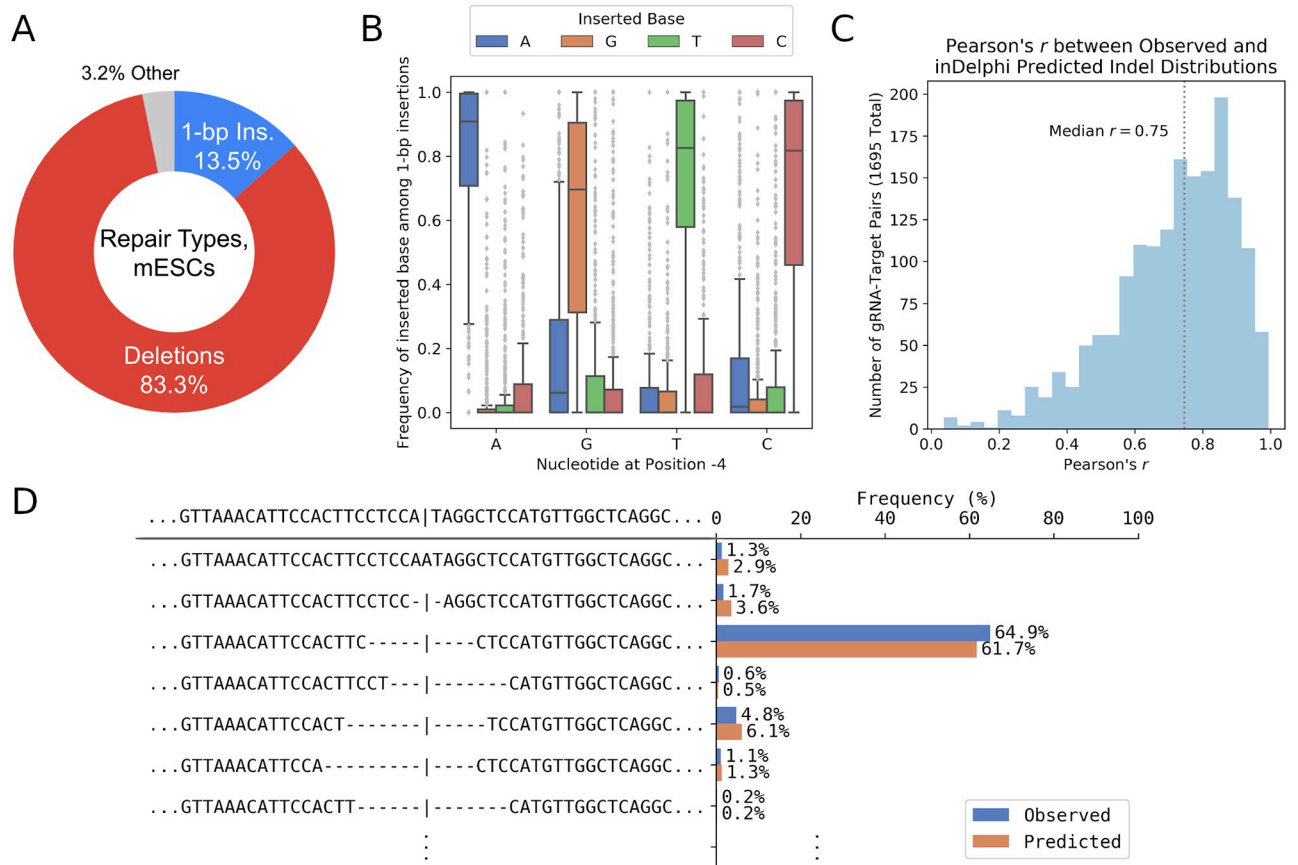 A
3.2% Other
1-bp Ins.
13.5%
Repair Types,
mESCs
Deletions
83.3%
B
Inserted Base
A G T C
Frequency of inserted base among 1-bp insertions
1.0
0.8
0.6
0.4
0.2
0.0
A G T C
Nucleotide at Position -4
C
Pearson's r between Observed and
inDelphi Predicted Indel Distributions
Number of gRNA-Target Pairs (1695 Total)
200
175
150
125
100
75
50
25
0
Median r = 0.75
0.0 0.2 0.4 0.6 0.8 1.0
Pearson's r
D
Frequency (%)
...GTTAAACATTCCACTTCCTCCA|TAGGCTCCATGTTGGCTCAGGC... 0 20 40 60 80 100
...GTTAAACATTCCACTTCCTCCAATAGGCTCCATGTTGGCTCAGGC... 
1.3%
2.9%
...GTTAAACATTCCACTTCCTCC-|-AGGCTCCATGTTGGCTCAGGC...
1.7%
3.6%
...GTTAAACATTCCACTTC-----|----CTCCATGTTGGCTCAGGC...
64.9%
61.7%
...GTTAAACATTCCACTTCCT---|-------CATGTTGGCTCAGGC...
0.6%
0.5%
...GTTAAACATTCCACT-------|-----TCCATGTTGGCTCAGGC...
4.8%
6.1%
...GTTAAACATTCCA---------|----CTCCATGTTGGCTCAGGC...
1.1%
1.3%
...GTTAAACATTCCACTT------|-------CATGTTGGCTCAGGC...
0.2%
0.2%
Observed
Predicted